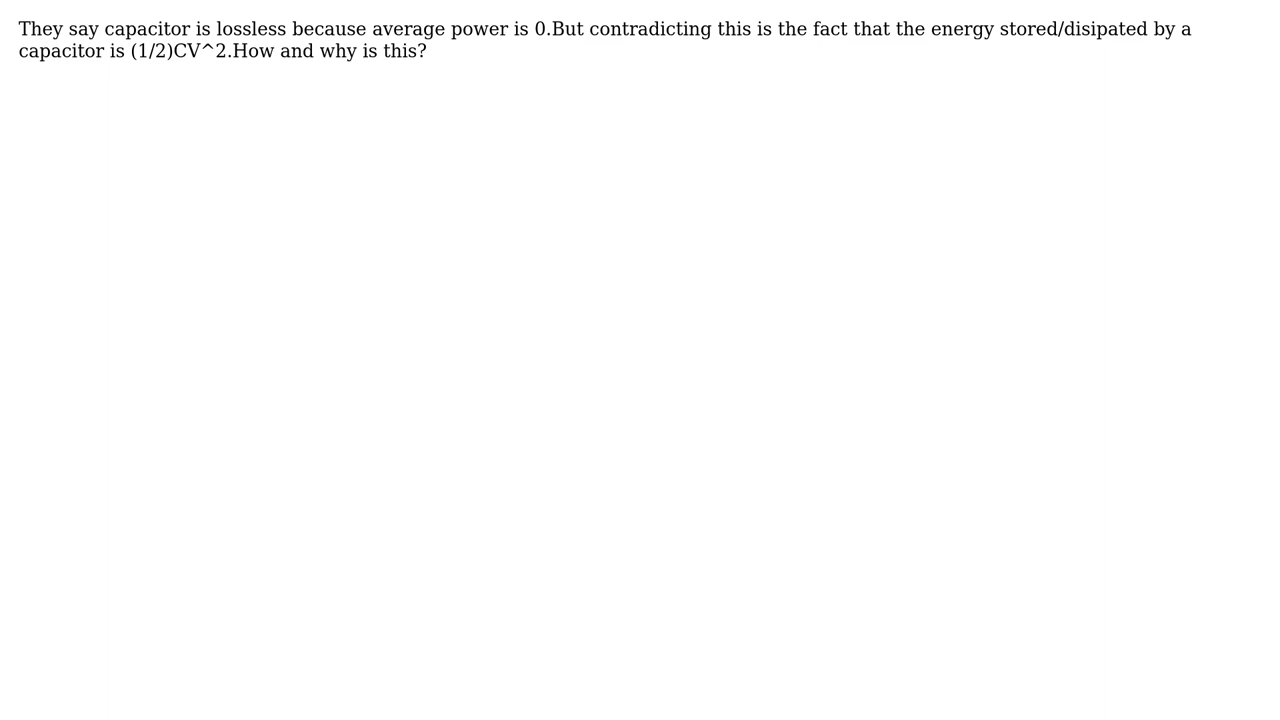 They say capacitor is lossless because average power is 0.But contradicting this is the fact that the energy stored/disipated by a
capacitor is (1/2)CV^2.How and why is this?